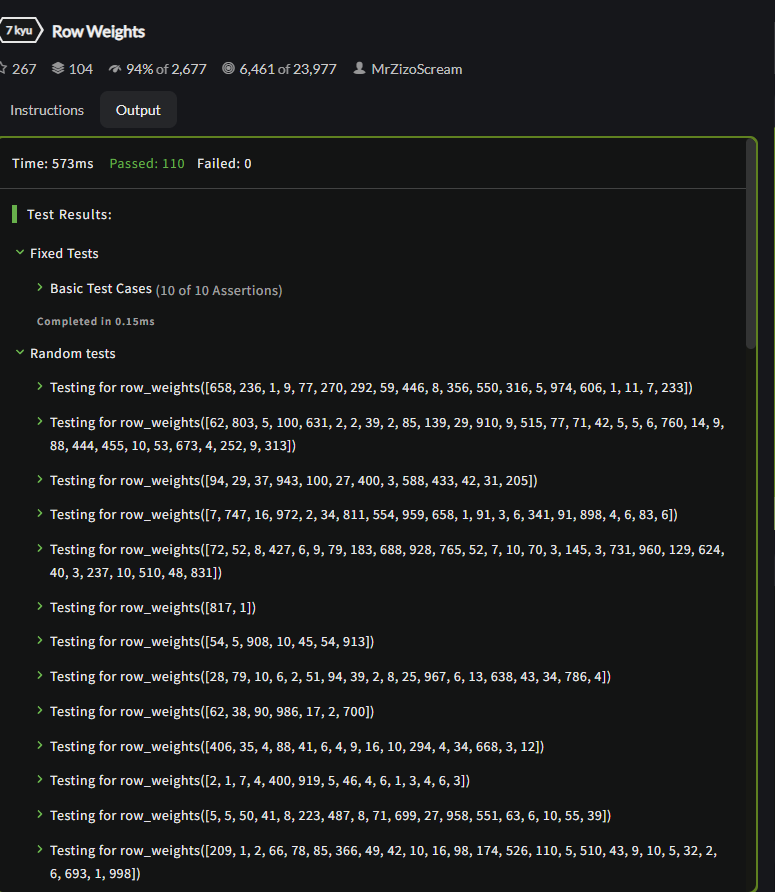 7 kyu Row Weights
267 104 94% of 2,677 6,461 of 23,977 MrZizoScream
Instructions Output
Time: 573ms Passed: 110 Failed: 0
Test Results:
Fixed Tests
Basic Test Cases (10 of 10 Assertions)
Completed in 0.15ms
Random tests
Testing for row_weights([658, 236, 1, 9, 77, 270, 292, 59, 446, 8, 356, 550, 316, 5, 974, 606, 1, 11, 7, 233])
Testing for row_weights([62, 803, 5, 100, 631, 2, 2, 39, 2, 85, 139, 29, 910, 9, 515, 77, 71, 42, 5, 5, 6, 760, 14, 9,
88, 444, 455, 10, 53, 673, 4, 252, 9, 313])
Testing for row_weights([94, 29, 37, 943, 100, 27, 400, 3, 588, 433, 42, 31, 205])
Testing for row_weights([7, 747, 16, 972, 2, 34, 811, 554, 959, 658, 1, 91, 3, 6, 341, 91, 898, 4, 6, 83, 6])
Testing for row_weights([72, 52, 8, 427, 6, 9, 79, 183, 688, 928, 765, 52, 7, 10, 70, 3, 145, 3, 731, 960, 129, 624,
40, 3, 237, 10, 510, 48, 831])
Testing for row_weights([817, 1])
Testing for row_weights([54, 5, 908, 10, 45, 54, 913])
Testing for row_weights([28, 79, 10, 6, 2, 51, 94, 39, 2, 8, 25, 967, 6, 13, 638, 43, 34, 786, 4])
Testing for row_weights([62, 38, 90, 986, 17, 2, 700])
Testing for row_weights([406, 35, 4, 88, 41, 6, 4, 9, 16, 10, 294, 4, 34, 668, 3, 12])
Testing for row_weights([2, 1, 7, 4, 400, 919, 5, 46, 4, 6, 1, 3, 4, 6, 3])
Testing for row_weights([5, 5, 50, 41, 8, 223, 487, 8, 71, 699, 27, 958, 551, 63, 6, 10, 55, 39])
Testing for row_weights([209, 1, 2, 66, 78, 85, 366, 49, 42, 10, 16, 98, 174, 526, 110, 5, 510, 43, 9, 10, 5, 32, 2,
6, 693, 1, 998])